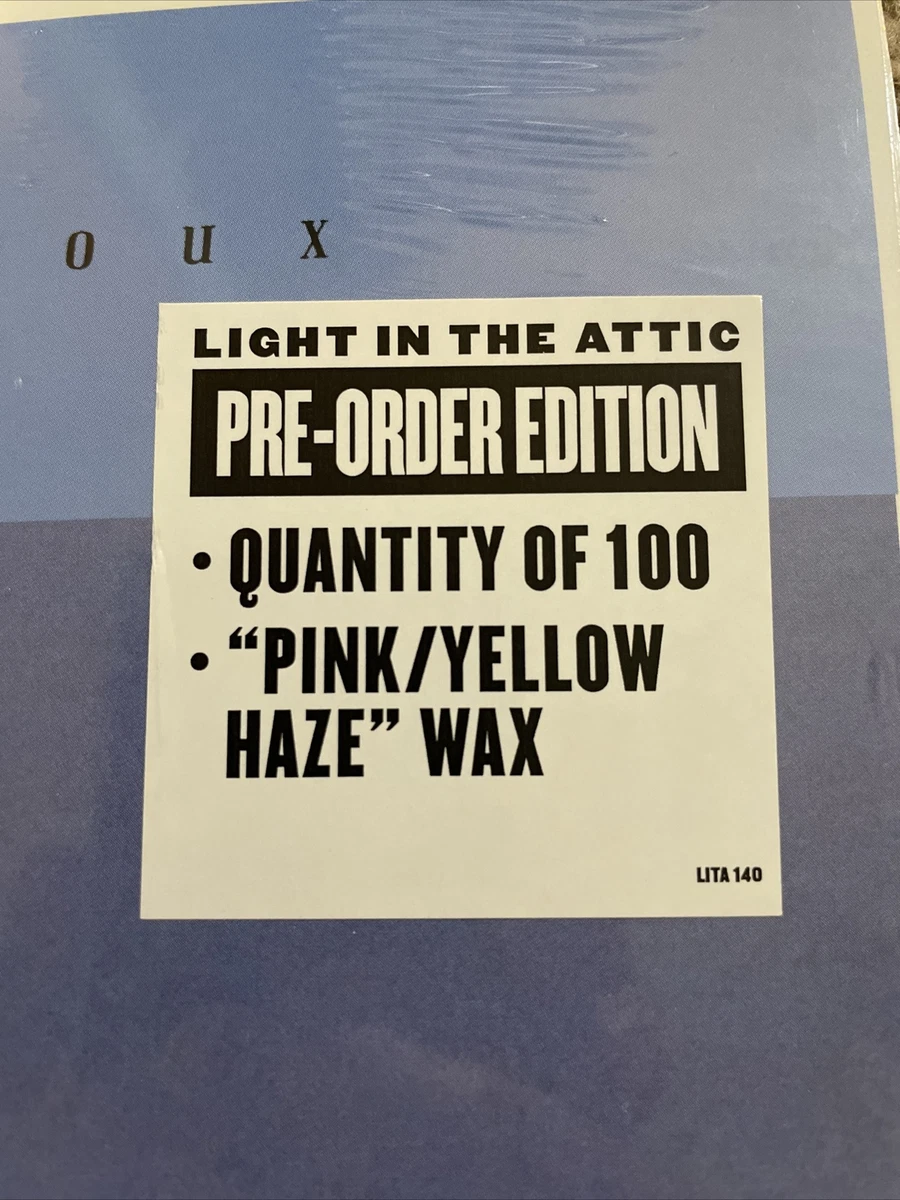 o u x
LIGHT IN THE ATTIC
PRE-ORDER EDITION
• QUANTITY OF 100
• “PINK/YELLOW
HAZE” WAX
LITA 140